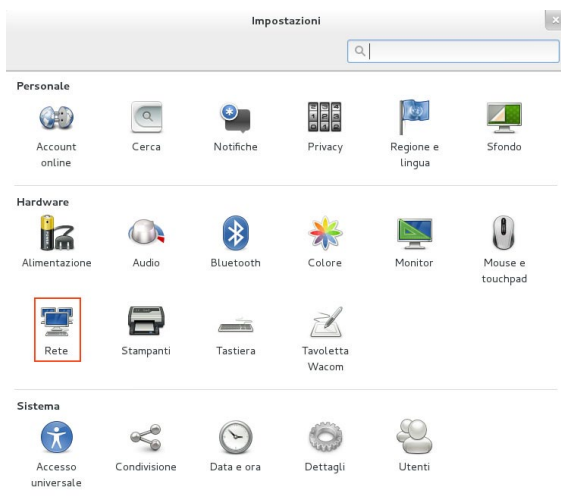 Impostazioni
Personale
Account online
Cerca
Notifiche
Privacy
Regione e lingua
Sfondo
Hardware
Alimentazione
Audio
Bluetooth
Colore
Monitor
Mouse e touchpad
Rete
Stampanti
Tastiera
Tavoletta Wacom
Sistema
Accesso universale
Condivisione
Data e ora
Dettagli
Utenti